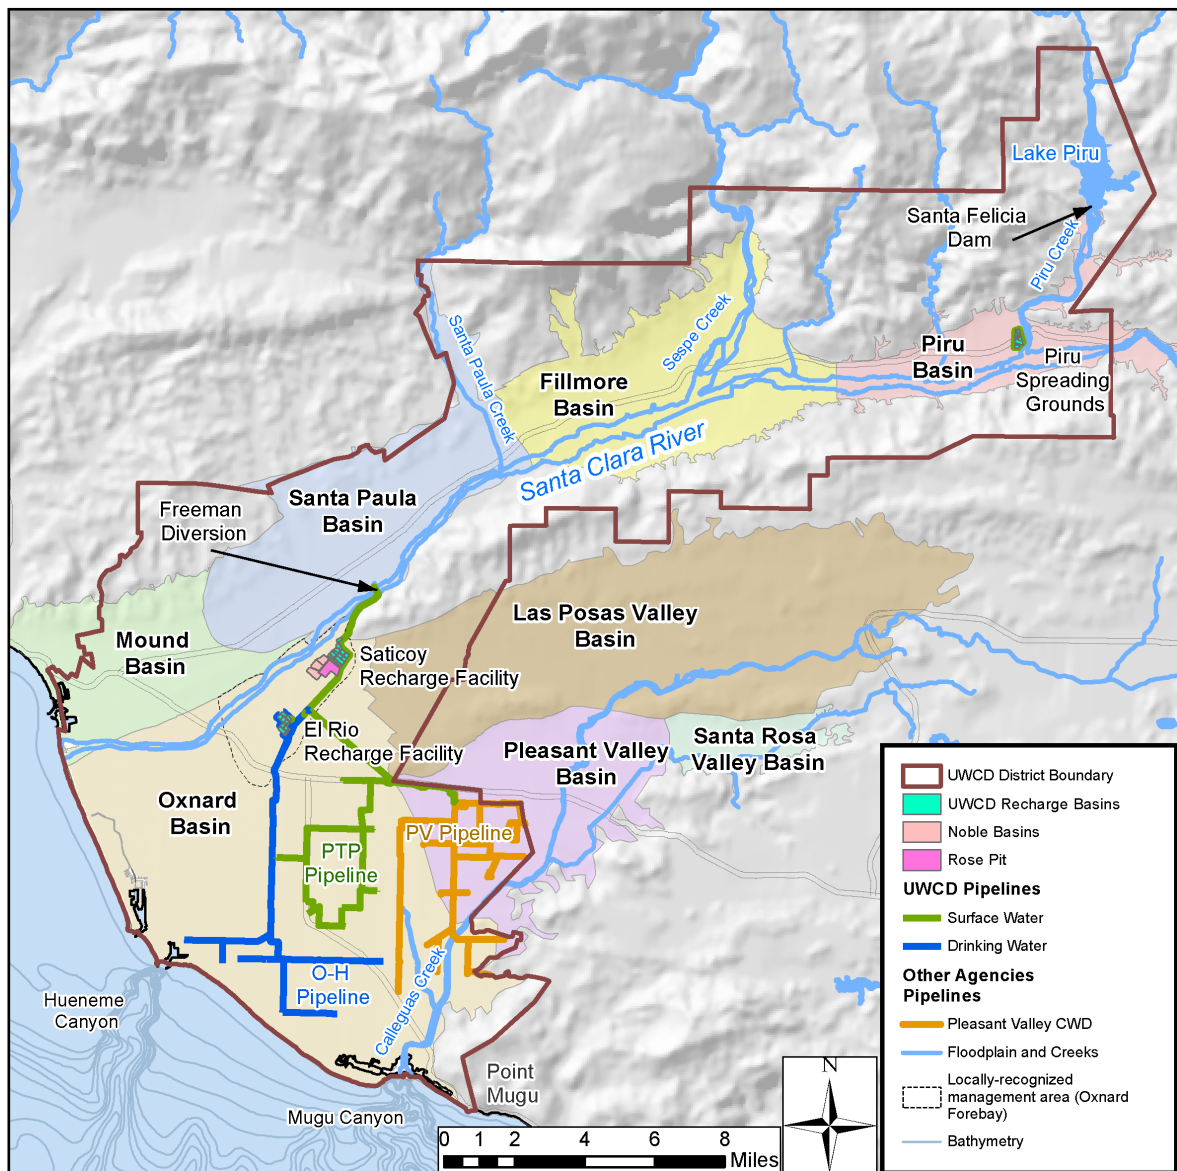 Lake Piru
Santa Felicia
Dam
Piru Creek
Piru
Basin
Piru
Spreading
Grounds
Sespe Creek
Santa Paula Creek
Fillmore
Basin
Santa Clara River
Santa Paula
Basin
Freeman
Diversion
Mound
Basin
Las Posas Valley
Basin
Saticoy
Recharge Facility
El Rio
Recharge Facility
Pleasant Valley
Basin
Santa Rosa
Valley Basin
Oxnard
Basin
PV Pipeline
PTP
Pipeline
O-H
Pipeline
Calleguas Creek
Hueneme
Canyon
Mugu Canyon
Point
Mugu
UWCD District Boundary
UWCD Recharge Basins
Noble Basins
Rose Pit
UWCD Pipelines
Surface Water
Drinking Water
Other Agencies
Pipelines
Pleasant Valley CWD
Floodplain and Creeks
Locally-recognized
management area (Oxnard
Forebay)
Bathymetry
N
0 1 2 4 6 8
Miles